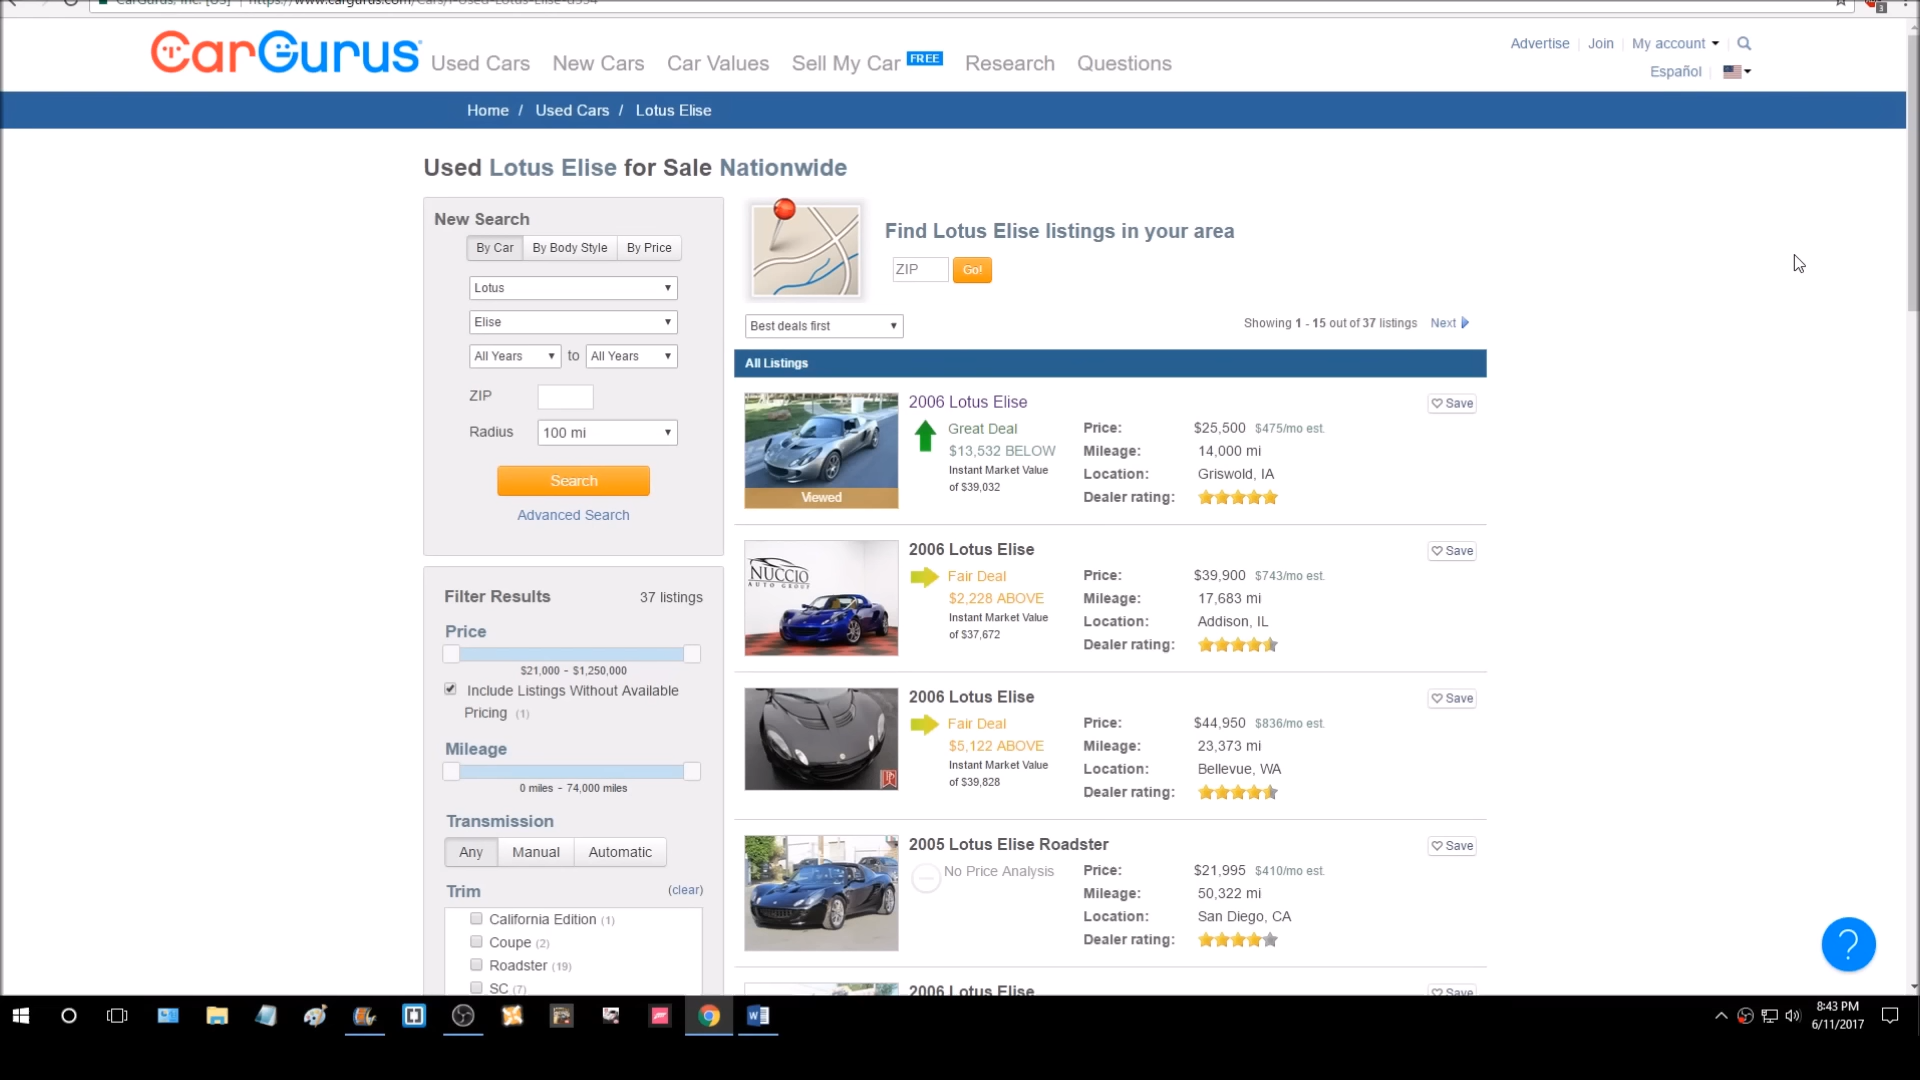 CarGurus
Used Cars New Cars Car Values Sell My Car FREE Research Questions
Advertise Join My account
Español
Home / Used Cars / Lotus Elise
Used Lotus Elise for Sale Nationwide
New Search
By Car By Body Style By Price
Lotus
Elise
All Years to All Years
ZIP
Radius 100 mi
Search
Advanced Search
Filter Results 37 listings
Price
$21,000 - $1,250,000
Include Listings Without Available
Pricing (1)
Mileage
0 miles - 74,000 miles
Transmission
Any Manual Automatic
Trim (clear)
California Edition (1)
Coupe (2)
Roadster (19)
SC (7)
Find Lotus Elise listings in your area
ZIP Go!
Best deals first
Showing 1 - 15 out of 37 listings Next
All Listings
Viewed
2006 Lotus Elise
Save
Great Deal
$13,532 BELOW
Instant Market Value
of $39,032
Price: $25,500 $475/mo est.
Mileage: 14,000 mi
Location: Griswold, IA
Dealer rating:
NUCCIO
AUTO GROUP
2006 Lotus Elise
Save
Fair Deal
$2,228 ABOVE
Instant Market Value
of $37,672
Price: $39,900 $743/mo est.
Mileage: 17,683 mi
Location: Addison, IL
Dealer rating:
2006 Lotus Elise
Save
Fair Deal
$5,122 ABOVE
Instant Market Value
of $39,828
Price: $44,950 $836/mo est.
Mileage: 23,373 mi
Location: Bellevue, WA
Dealer rating:
2005 Lotus Elise Roadster
Save
No Price Analysis
Price: $21,995 $410/mo est.
Mileage: 50,322 mi
Location: San Diego, CA
Dealer rating:
2006 Lotus Elise
Save
?
8:43 PM
6/11/2017